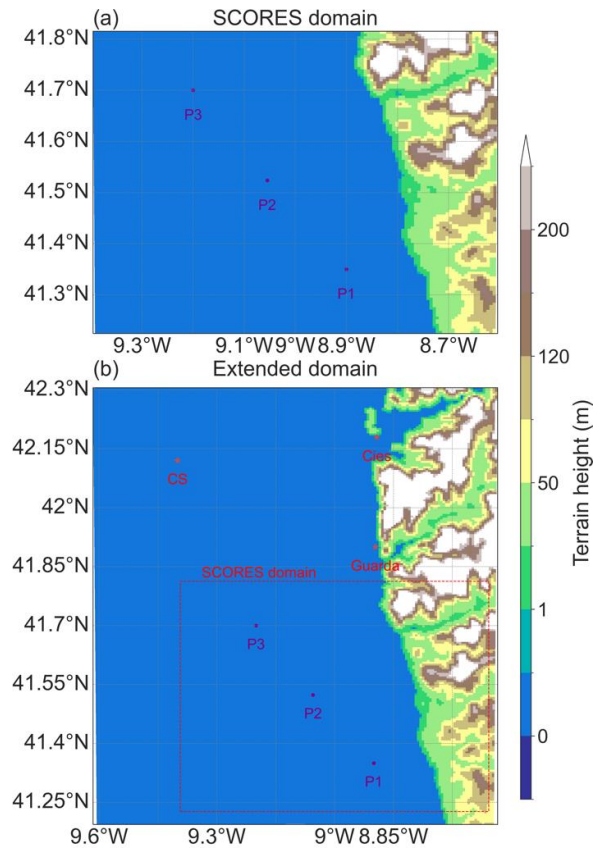 (a) SCORES domain
41.8°N
41.7°N
P3
41.6°N
P2
41.5°N
41.4°N
P1
41.3°N
9.3°W 9.1°W 9°W 8.9°W 8.7°W
(b) Extended domain
42.3°N
42.15°N
Cies
CS
42°N
41.85°N
Guarda
SCORES domain
41.7°N
P3
41.55°N
P2
41.4°N
P1
41.25°N
9.6°W 9.3°W 9°W 8.85°W
200
120
50
1
0
Terrain height (m)